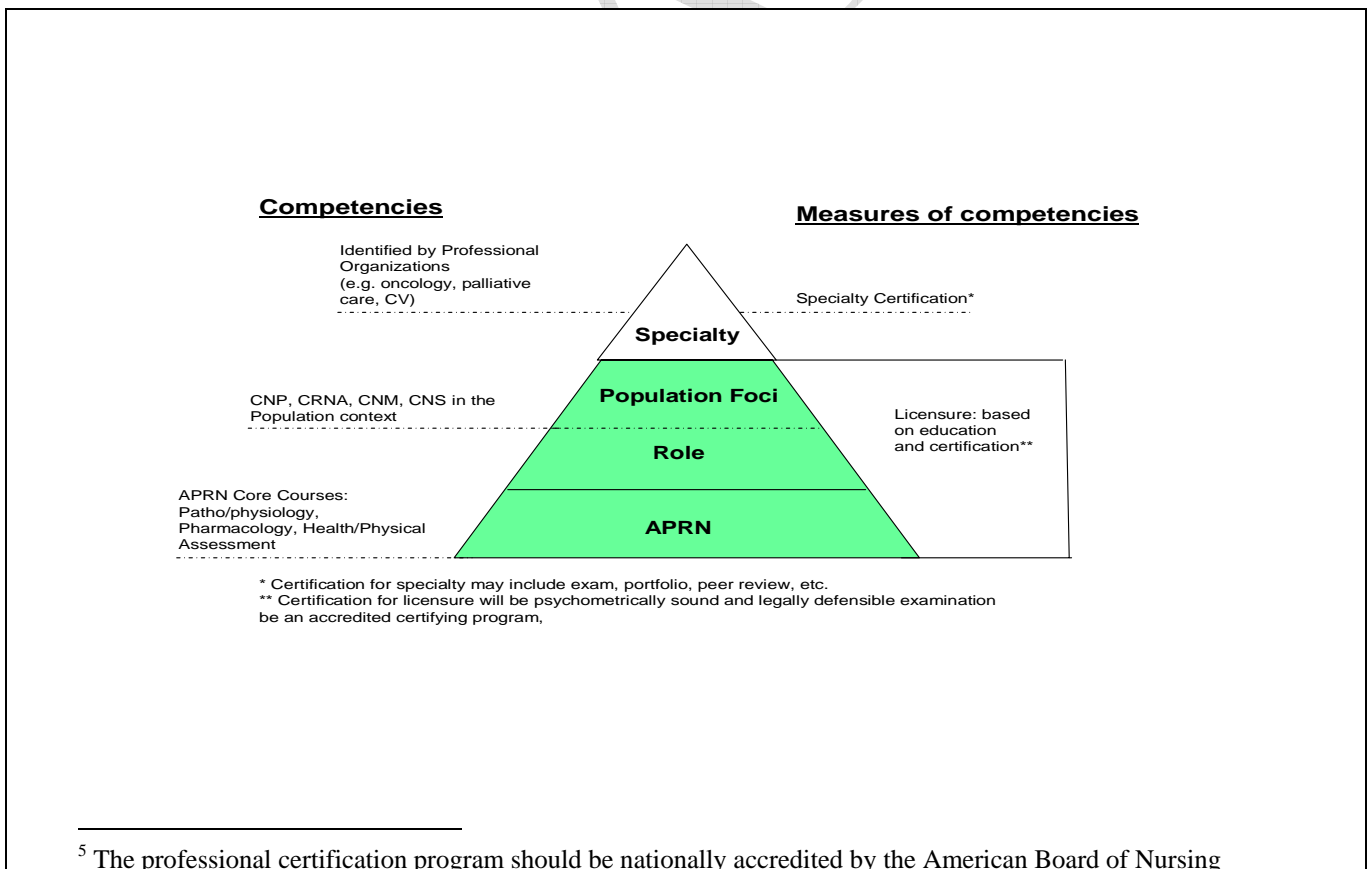 Competencies
Measures of competencies
Identified by Professional
Organizations
(e.g. oncology, palliative
care, CV)
Specialty Certification*
Specialty
CNP, CRNA, CNM, CNS in the
Population context
Population Foci
Licensure: based
on education
and certification**
Role
APRN Core Courses:
Patho/physiology,
Pharmacology, Health/Physical
Assessment
APRN
* Certification for specialty may include exam, portfolio, peer review, etc.
** Certification for licensure will be psychometrically sound and legally defensible examination
be an accredited certifying program,
5 The professional certification program should be nationally accredited by the American Board of Nursing